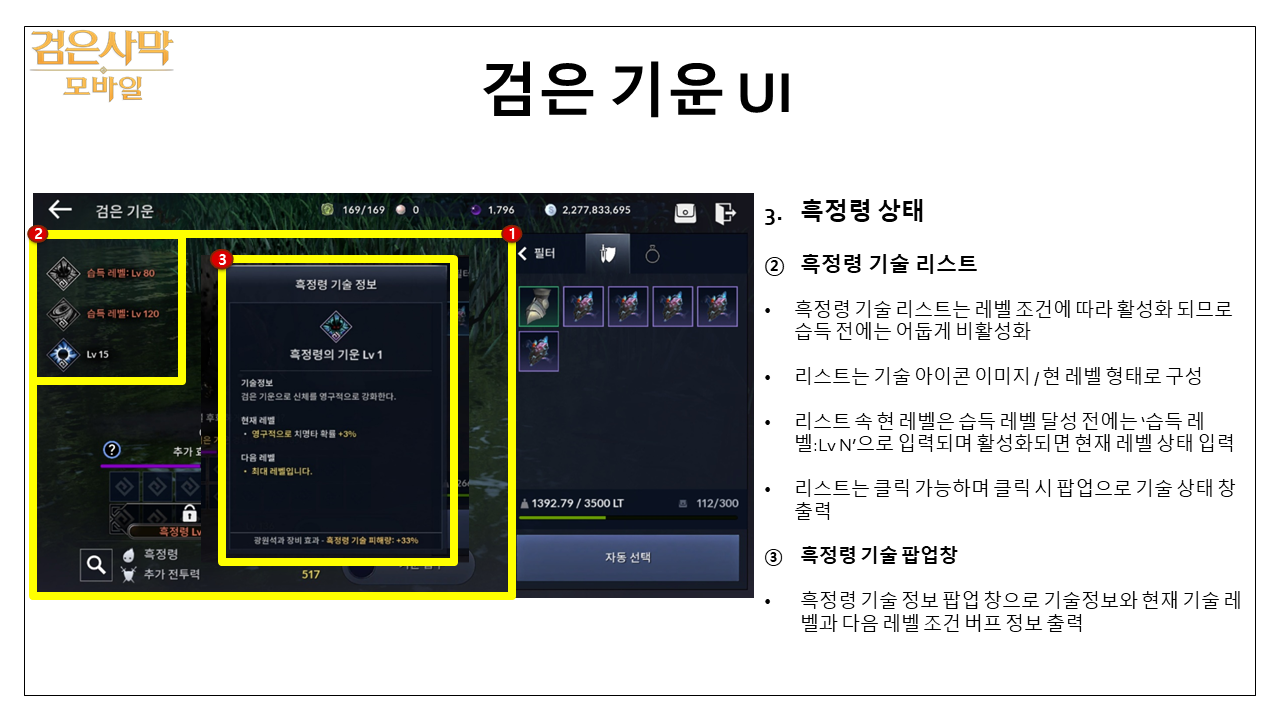 검은사막
모바일
검은 기운 UI
검은 기운
169/169
0
1,796
2,277,833,695
2
1
3
습득 레벨: Lv 80
습득 레벨: Lv 120
Lv 15
흑정령 기술 정보
흑정령의 기운 Lv 1
기술정보
검은 기운으로 신체를 영구적으로 강화한다.
현재 레벨
• 영구적으로 치명타 확률 +3%
다음 레벨
• 최대 레벨입니다.
광원석과 장비 효과 - 흑정령 기술 피해량: +33%
?
추가
흑정령 Lv
흑정령
추가 전투력
517
필터
1392.79 / 3500 LT
112/300
자동 선택
3. 흑정령 상태
② 흑정령 기술 리스트
• 흑정령 기술 리스트는 레벨 조건에 따라 활성화 되므로
습득 전에는 어둡게 비활성화
• 리스트는 기술 아이콘 이미지 / 현 레벨 형태로 구성
• 리스트 속 현 레벨은 습득 레벨 달성 전에는 ‘습득 레
벨:Lv N’으로 입력되며 활성화되면 현재 레벨 상태 입력
• 리스트는 클릭 가능하며 클릭 시 팝업으로 기술 상태 창
출력
③ 흑정령 기술 팝업창
• 흑정령 기술 정보 팝업 창으로 기술정보와 현재 기술 레
벨과 다음 레벨 조건 버프 정보 출력